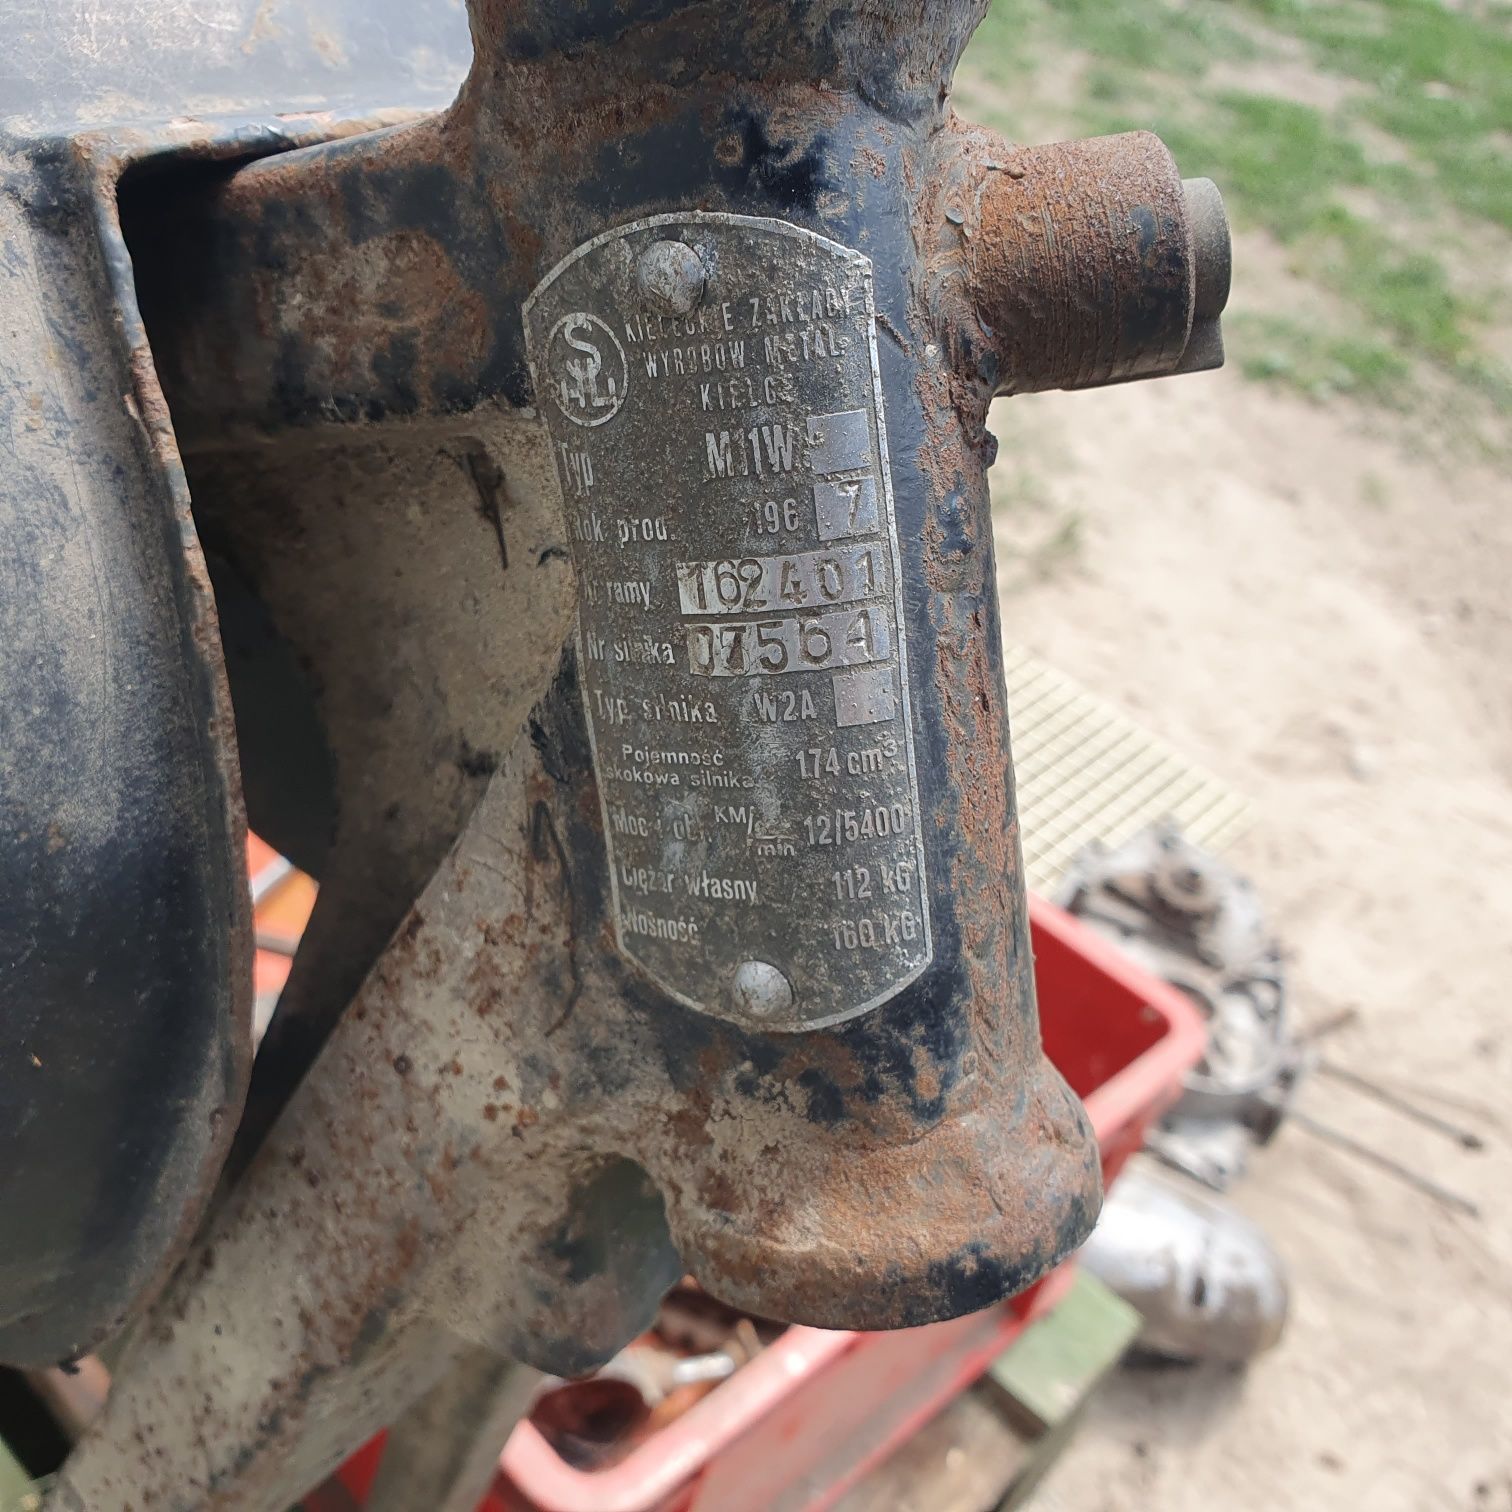 SHL
KIELECKIE ZAKŁADY
WYROBÓW METAL.
KIELCE
Typ M11W
Rok prod. 196 7
Nr ramy 162401
Nr silnika 07564
Typ silnika W2A
Pojemność
skokowa silnika 174 cm³
Moc i obr. KM/obr/min 12/5400
Ciężar własny 112 kG
Nośność 160 kG